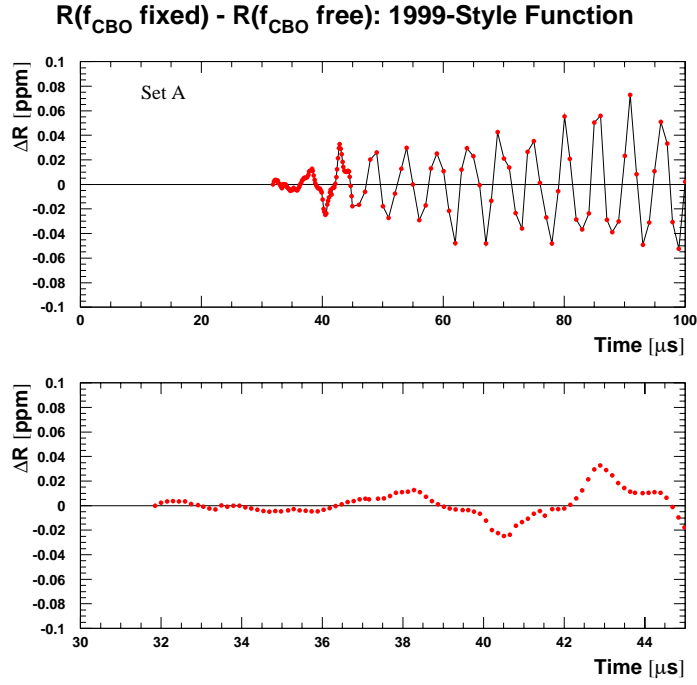 R(f_CBO fixed) - R(f_CBO free): 1999-Style Function
ΔR [ppm]
0.1
0.08
0.06
0.04
0.02
0
-0.02
-0.04
-0.06
-0.08
-0.1
Set A
0 20 40 60 80 100
Time [μs]
ΔR [ppm]
0.1
0.08
0.06
0.04
0.02
0
-0.02
-0.04
-0.06
-0.08
-0.1
30 32 34 36 38 40 42 44
Time [μs]